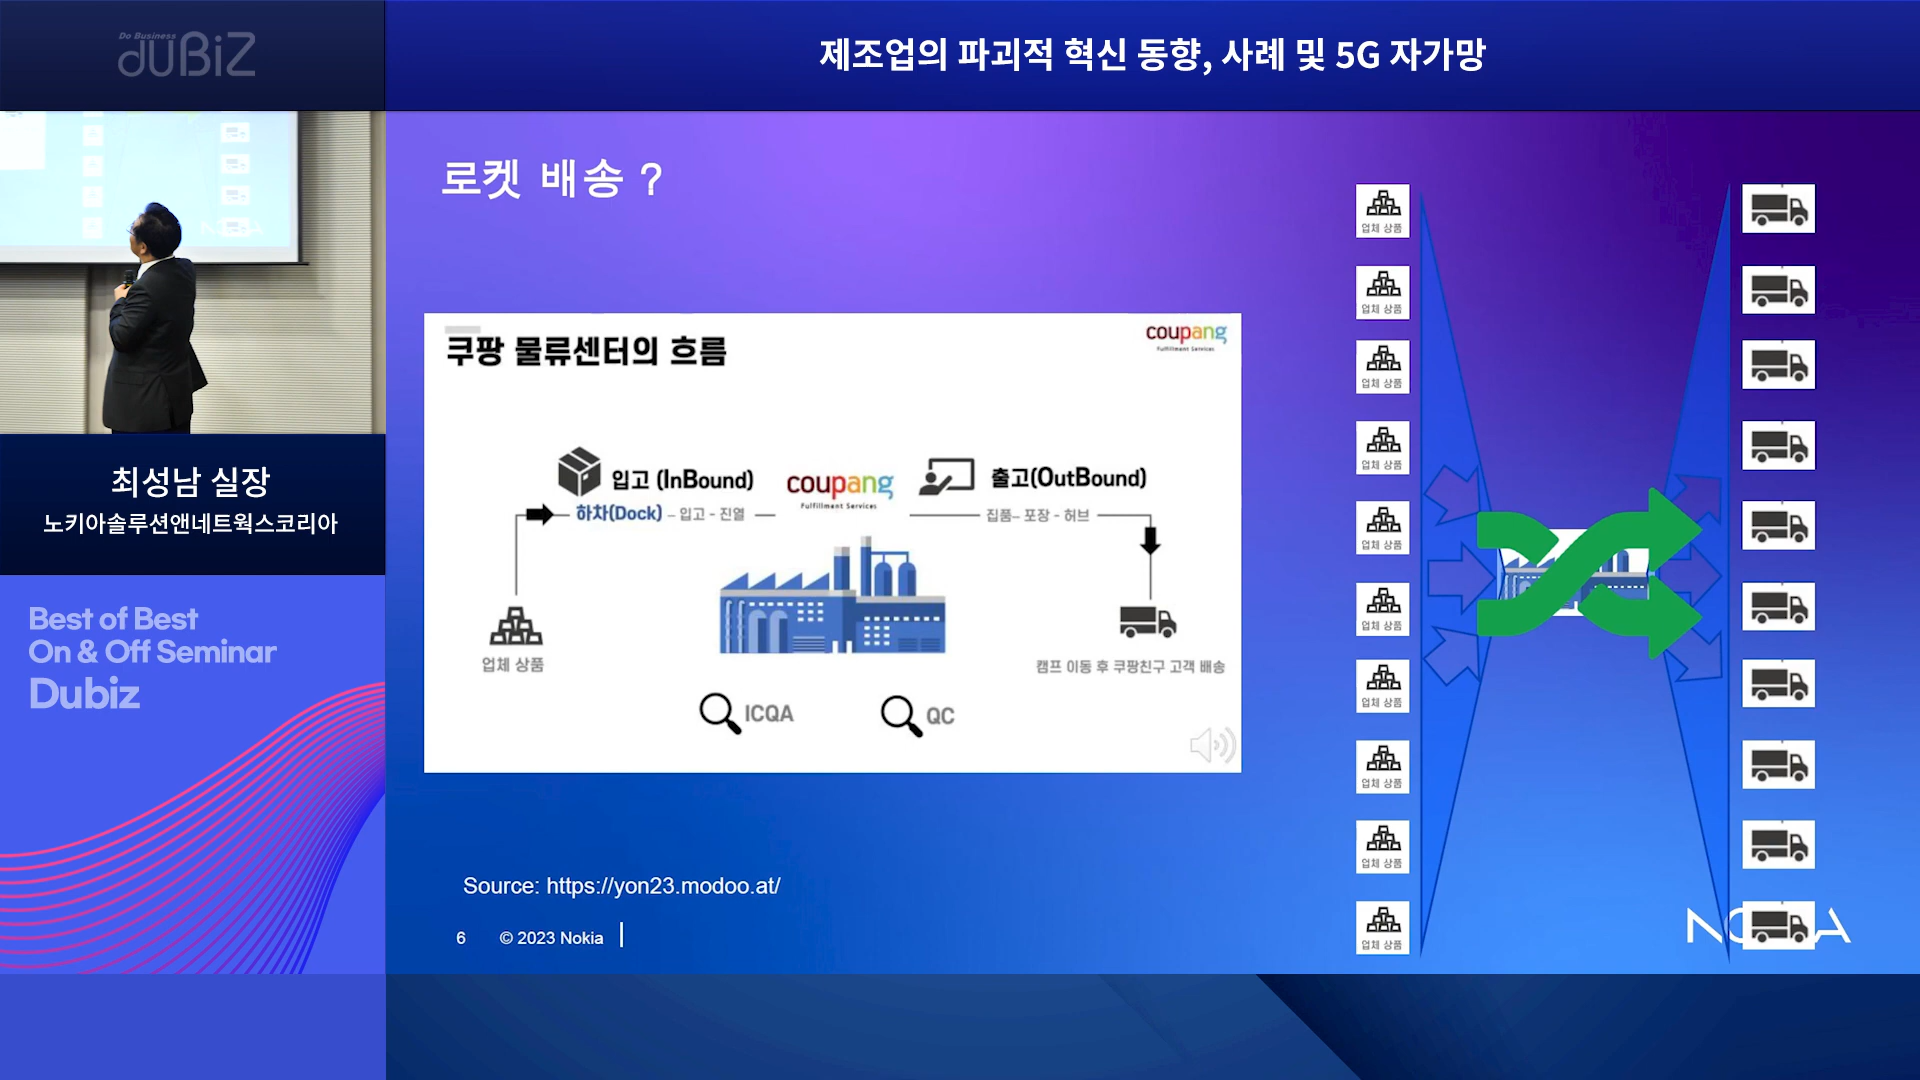 Do Business
duBiZ
제조업의 파괴적 혁신 동향, 사례 및 5G 자가망
최성남 실장
노키아솔루션앤네트웍스코리아
Best of Best
On & Off Seminar
Dubiz
로켓 배송 ?
쿠팡 물류센터의 흐름
coupang
Fulfillment Services
입고 (InBound)
하차(Dock) – 입고 - 진열
coupang
Fulfillment Services
출고(OutBound)
집품– 포장 - 허브
업체 상품
캠프 이동 후 쿠팡친구 고객 배송
ICQA
QC
Source: https://yon23.modoo.at/
6 © 2023 Nokia
업체 상품
업체 상품
업체 상품
업체 상품
업체 상품
업체 상품
업체 상품
업체 상품
업체 상품
업체 상품